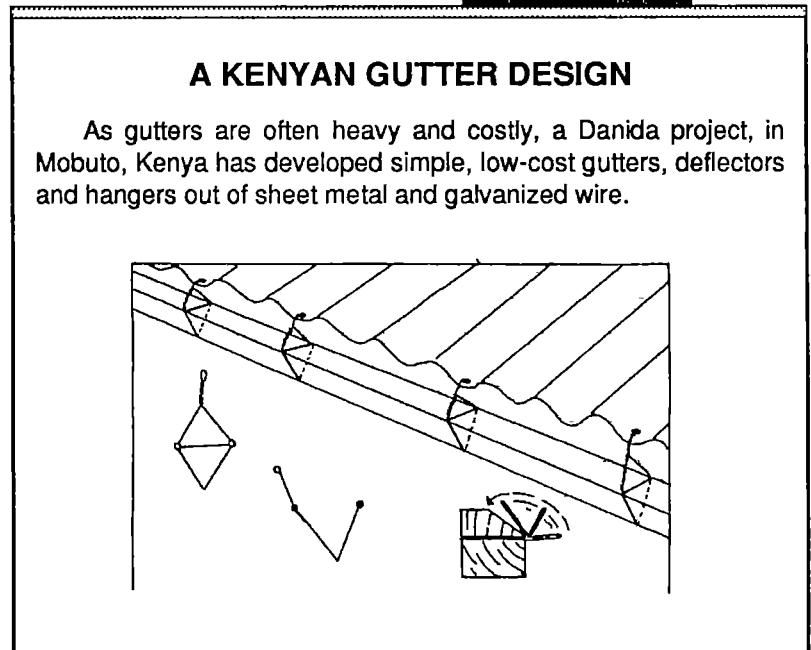 A KENYAN GUTTER DESIGN
As gutters are often heavy and costly, a Danida project, in
Mobuto, Kenya has developed simple, low-cost gutters, deflectors
and hangers out of sheet metal and galvanized wire.